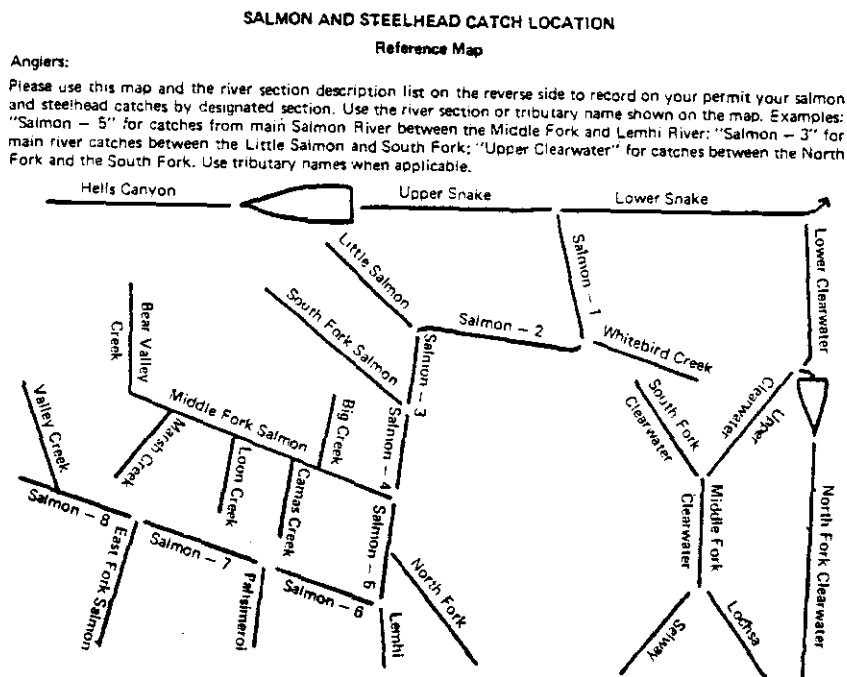 SALMON AND STEELHEAD CATCH LOCATION
Reference Map
Anglers:
Please use this map and the river section description list on the reverse side to record on your permit your salmon
and steelhead catches by designated section. Use the river section or tributary name shown on the map. Examples:
"Salmon – 5" for catches from main Salmon River between the Middle Fork and Lemhi River; "Salmon – 3" for
main river catches between the Little Salmon and South Fork; "Upper Clearwater" for catches between the North
Fork and the South Fork. Use tributary names when applicable.
Hells Canyon
Upper Snake
Lower Snake
Little Salmon
Salmon – 1
Lower Clearwater
South Fork Salmon
Bear Valley
Creek
Salmon – 2
Whitebird Creek
Salmon – 3
Upper
Clearwater
South Fork
Clearwater
Valley Creek
Middle Fork Salmon
Big Creek
Marsh Creek
Loon Creek
Camas Creek
Salmon – 4
Middle Fork
Clearwater
North Fork Clearwater
Salmon – 8
East Fork Salmon
Salmon – 7
Pahsimeroi
Salmon – 6
Salmon – 5
North Fork
Lemhi
Selway
Lochsa